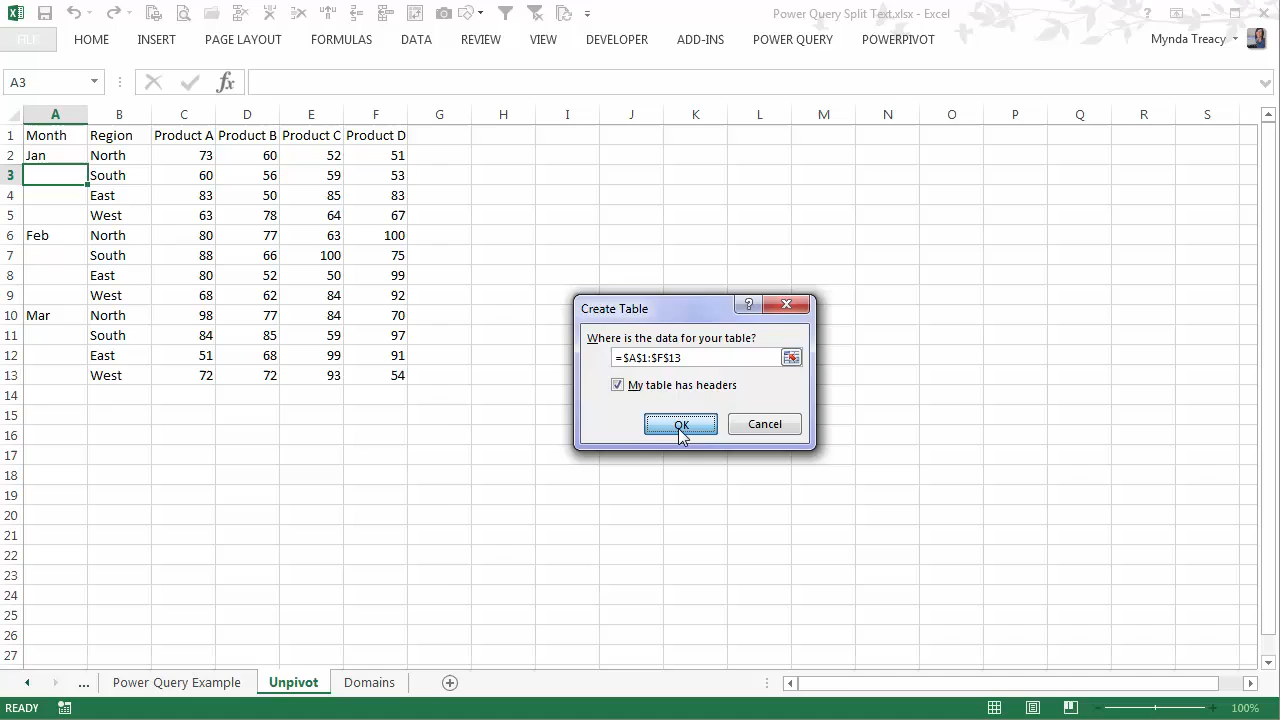 Power Query Split Text.xlsx - Excel
FILE HOME INSERT PAGE LAYOUT FORMULAS DATA REVIEW VIEW DEVELOPER ADD-INS POWER QUERY POWERPIVOT Mynda Treacy
A3 fx
A B C D E F G H I J K L M N O P Q R S
1 Month Region Product A Product B Product C Product D
2 Jan North 73 60 52 51
3 South 60 56 59 53
4 East 83 50 85 83
5 West 63 78 64 67
6 Feb North 80 77 63 100
7 South 88 66 100 75
8 East 80 52 50 99
9 West 68 62 84 92
10 Mar North 98 77 84 70
11 South 84 85 59 97
12 East 51 68 99 91
13 West 72 72 93 54
14
15
16
17
18
19
20
21
22
23
24
25
26
27
Create Table
Where is the data for your table?
=$A$1:$F$13
My table has headers
OK Cancel
... Power Query Example Unpivot Domains
READY 100%